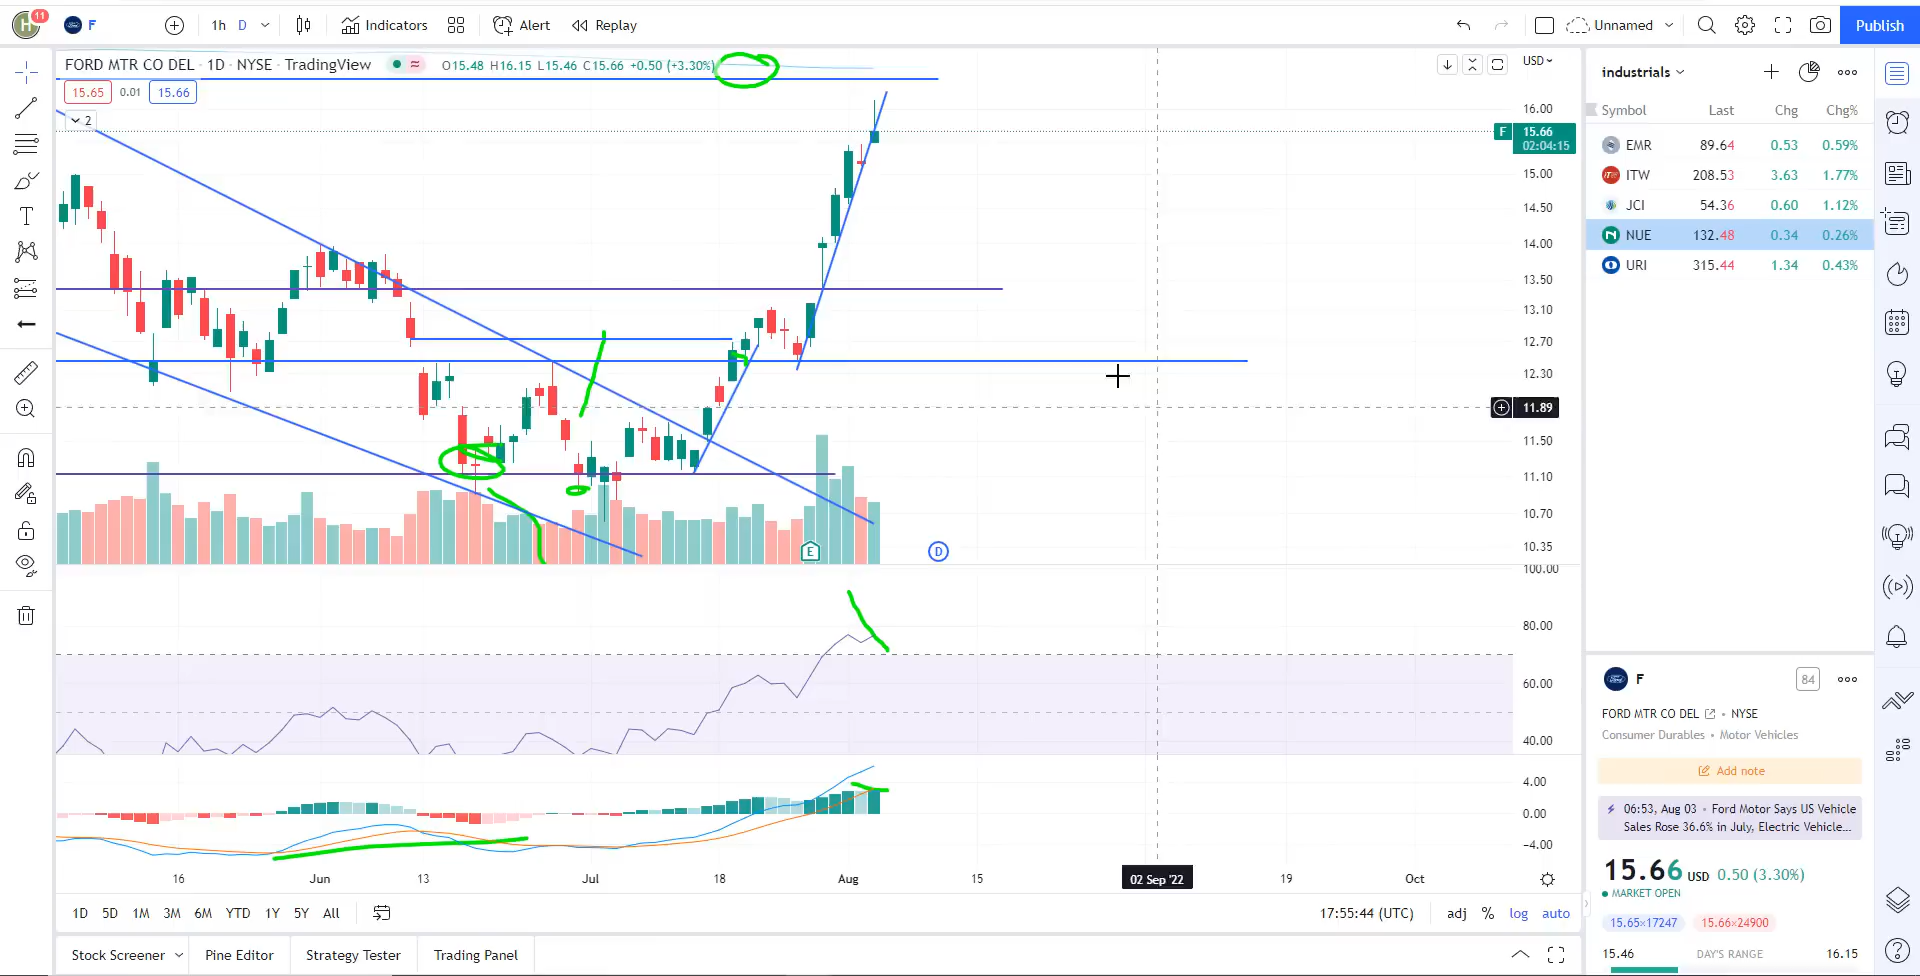 H 11 F 1h D Indicators Alert Replay Unnamed Publish
FORD MTR CO DEL · 1D · NYSE · TradingView ≈ O15.48 H16.15 L15.46 C15.66 +0.50 (+3.30%) USD
15.65 0.01 15.66
2
16.00
F 15.66
02:04:15
15.00
14.50
14.00
13.50
13.10
12.70
12.30
11.89
11.50
11.10
10.70
10.35
E D
100.00
80.00
60.00
40.00
4.00
0.00
−4.00
16 Jun 13 Jul 18 Aug 15 02 Sep '22 19 Oct
1D 5D 1M 3M 6M YTD 1Y 5Y All 17:55:44 (UTC) adj % log auto
Stock Screener Pine Editor Strategy Tester Trading Panel
industrials
Symbol Last Chg Chg%
EMR 89.64 0.53 0.59%
ITW 208.53 3.63 1.77%
JCI 54.36 0.60 1.12%
NUE 132.48 0.34 0.26%
URI 315.44 1.34 0.43%
F 84
FORD MTR CO DEL • NYSE
Consumer Durables • Motor Vehicles
Add note
06:53, Aug 03 • Ford Motor Says US Vehicle
Sales Rose 36.6% in July, Electric Vehicle...
15.66 USD 0.50 (3.30%)
MARKET OPEN
15.65×17247 15.66×24900
15.46 DAY'S RANGE 16.15